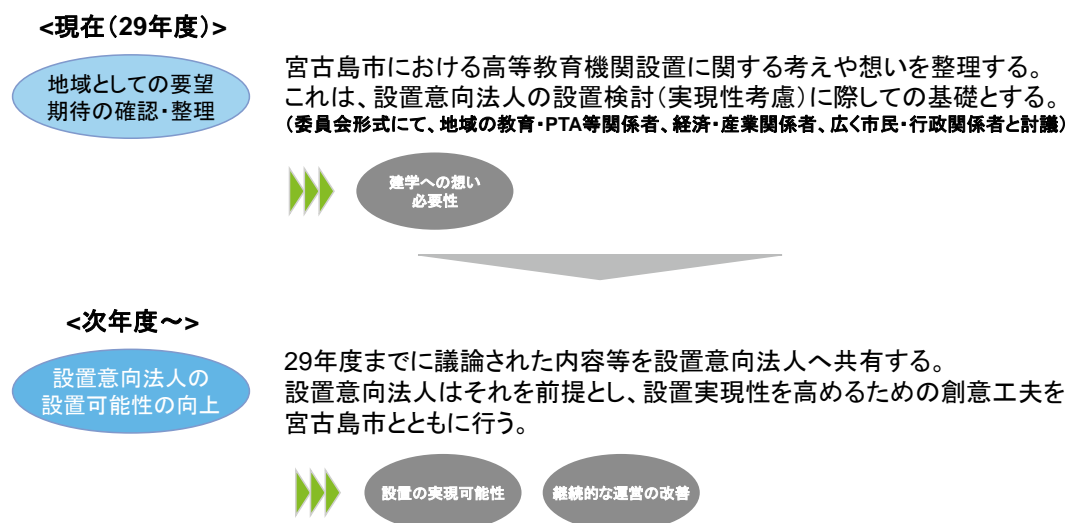 <現在（29年度）>
地域としての要望
期待の確認・整理
宮古島市における高等教育機関設置に関する考えや想いを整理する。
これは、設置意向法人の設置検討（実現性考慮）に際しての基礎とする。
（委員会形式にて、地域の教育・PTA等関係者、経済・産業関係者、広く市民・行政関係者と討議）
建学への想い
必要性
<次年度～>
設置意向法人の
設置可能性の向上
29年度までに議論された内容等を設置意向法人へ共有する。
設置意向法人はそれを前提とし、設置実現性を高めるための創意工夫を
宮古島市とともに行う。
設置の実現可能性
継続的な運営の改善